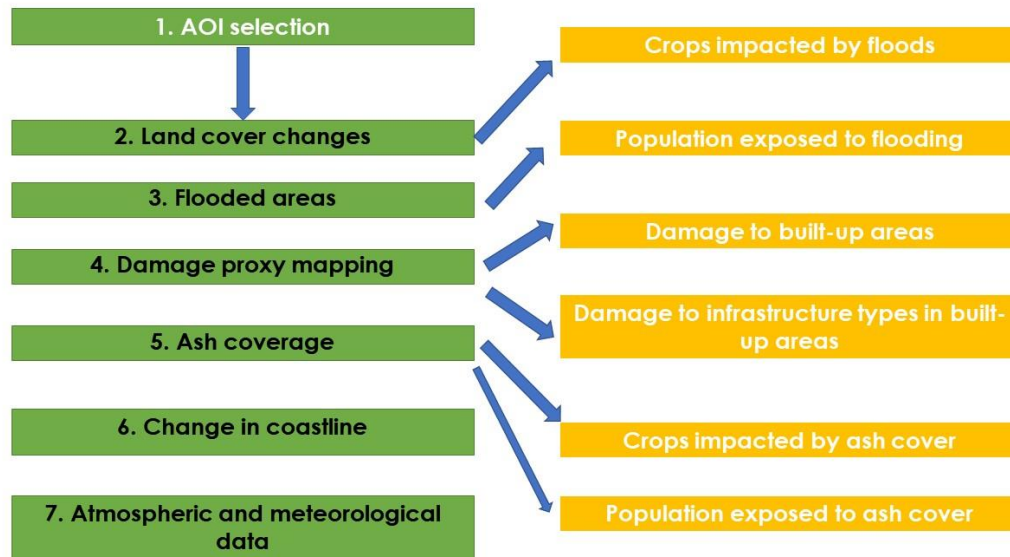 1. AOI selection
2. Land cover changes
3. Flooded areas
4. Damage proxy mapping
5. Ash coverage
6. Change in coastline
7. Atmospheric and meteorological
data
Crops impacted by floods
Population exposed to flooding
Damage to built-up areas
Damage to infrastructure types in built-
up areas
Crops impacted by ash cover
Population exposed to ash cover